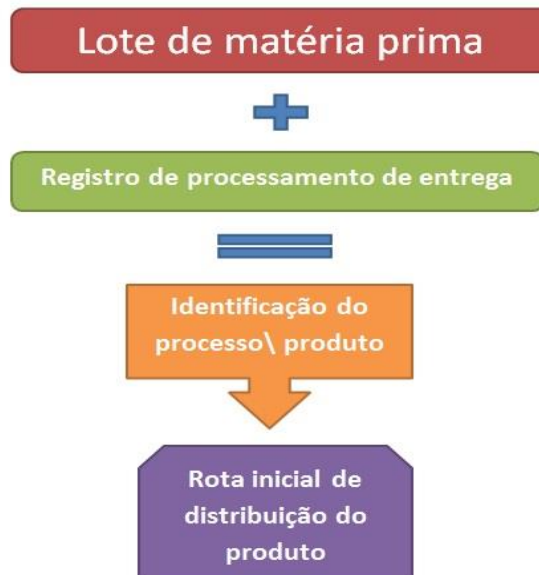 Lote de matéria prima
Registro de processamento de entrega
Identificação do
processo\ produto
Rota inicial de
distribuição do
produto